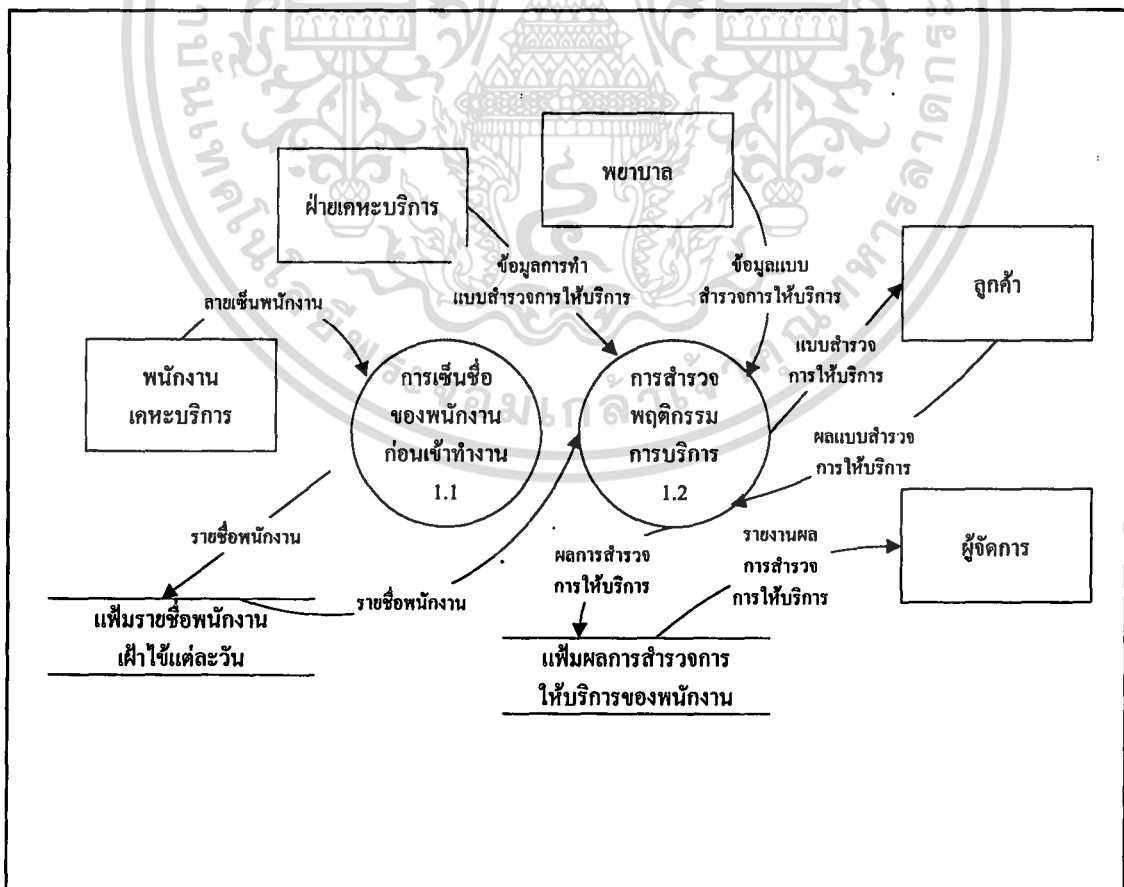 พยาบาล
ฝ่ายเคหะบริการ
ข้อมูลการทำ
แบบสำรวจการให้บริการ
ข้อมูลแบบ
สำรวจการให้บริการ
ลูกค้า
ลายเซ็นพนักงาน
พนักงาน
เคหะบริการ
การเซ็นชื่อ
ของพนักงาน
ก่อนเข้าทำงาน
1.1
การสำรวจ
พฤติกรรม
การบริการ
1.2
แบบสำรวจ
การให้บริการ
ผลแบบสำรวจ
การให้บริการ
รายชื่อพนักงาน
รายชื่อพนักงาน
ผลการสำรวจ
การให้บริการ
รายงานผล
การสำรวจ
การให้บริการ
ผู้จัดการ
แฟ้มรายชื่อพนักงาน
เฝ้าไข้แต่ละวัน
แฟ้มผลการสำรวจการ
ให้บริการของพนักงาน